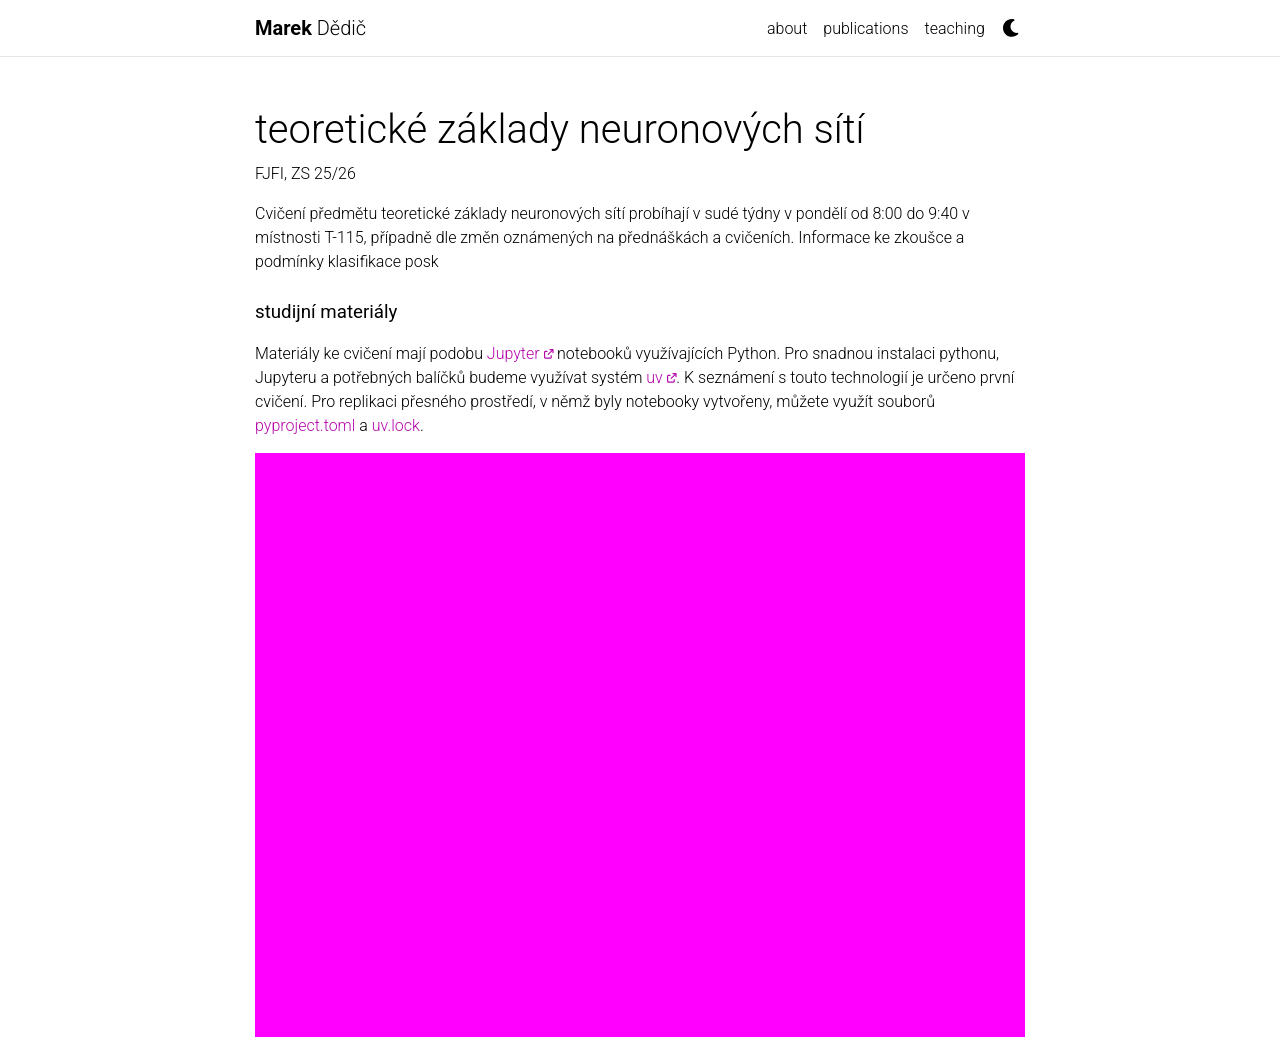 Marek Dědič
about publications teaching
teoretické základy neuronových sítí
FJFI, ZS 25/26
Cvičení předmětu teoretické základy neuronových sítí probíhají v sudé týdny v pondělí od 8:00 do 9:40 v
místnosti T-115, případně dle změn oznámených na přednáškách a cvičeních. Informace ke zkoušce a
podmínky klasifikace posk
studijní materiály
Materiály ke cvičení mají podobu Jupyter notebooků využívajících Python. Pro snadnou instalaci pythonu,
Jupyteru a potřebných balíčků budeme využívat systém uv. K seznámení s touto technologií je určeno první
cvičení. Pro replikaci přesného prostředí, v němž byly notebooky vytvořeny, můžete využít souborů
pyproject.toml a uv.lock.